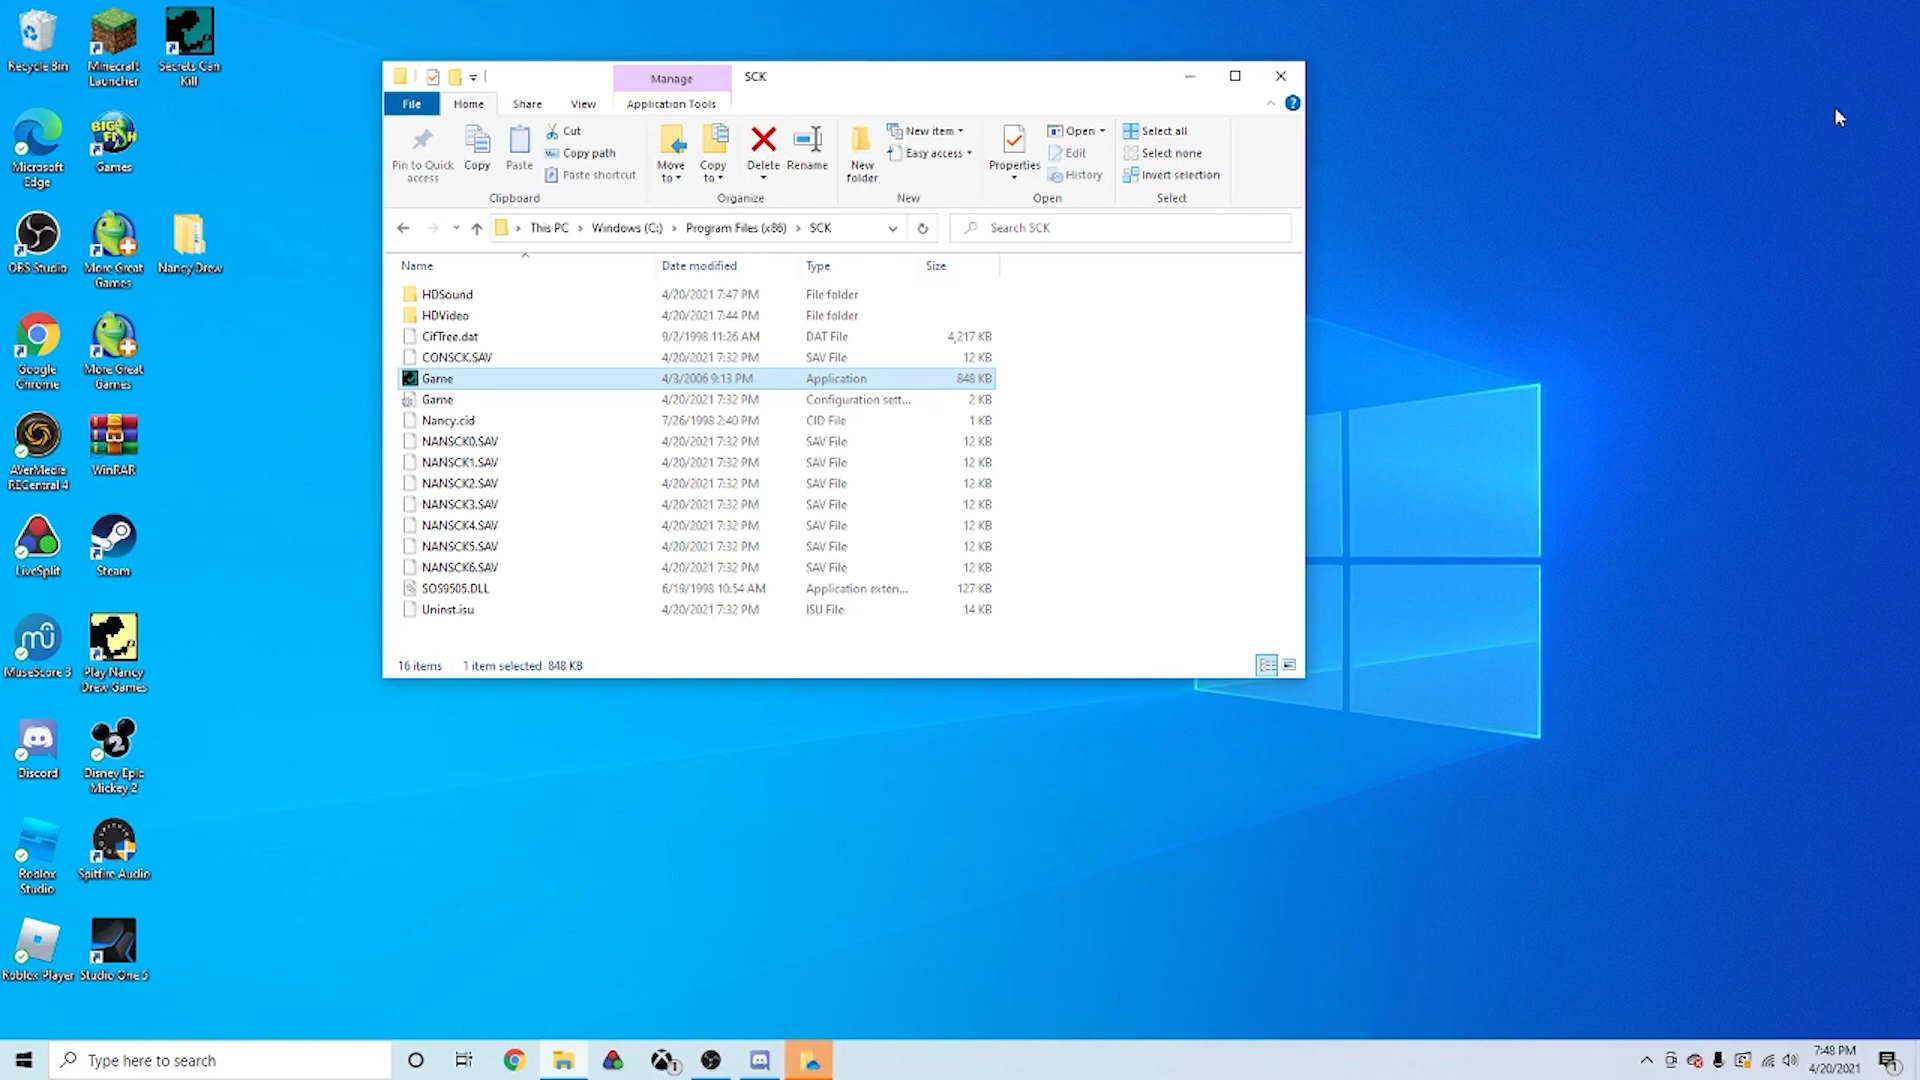 Recycle Bin
Minecraft Launcher
Secrets Can Kill
Microsoft Edge
Games
OBS Studio
More Great Games
Nancy Drew
Google Chrome
More Great Games
AVerMedia RECentral 4
WinRAR
LiveSplit
Steam
MuseScore 3
Play Nancy Drew Games
Discord
Disney Epic Mickey 2
Roblox Studio
Spitfire Audio
Roblox Player
Studio One 5
Manage
SCK
File
Home
Share
View
Application Tools
Pin to Quick access
Copy
Paste
Cut
Copy path
Paste shortcut
Clipboard
Move to
Copy to
Delete
Rename
Organize
New folder
New item
Easy access
New
Properties
Open
Edit
History
Open
Select all
Select none
Invert selection
Select
This PC > Windows (C:) > Program Files (x86) > SCK
Search SCK
Name Date modified Type Size
HDSound 4/20/2021 7:47 PM File folder
HDVideo 4/20/2021 7:44 PM File folder
CifTree.dat 9/2/1998 11:26 AM DAT File 4,217 KB
CONSCK.SAV 4/20/2021 7:32 PM SAV File 12 KB
Game 4/3/2006 9:13 PM Application 848 KB
Game 4/20/2021 7:32 PM Configuration sett... 2 KB
Nancy.cid 7/26/1998 2:40 PM CID File 1 KB
NANSCK0.SAV 4/20/2021 7:32 PM SAV File 12 KB
NANSCK1.SAV 4/20/2021 7:32 PM SAV File 12 KB
NANSCK2.SAV 4/20/2021 7:32 PM SAV File 12 KB
NANSCK3.SAV 4/20/2021 7:32 PM SAV File 12 KB
NANSCK4.SAV 4/20/2021 7:32 PM SAV File 12 KB
NANSCK5.SAV 4/20/2021 7:32 PM SAV File 12 KB
NANSCK6.SAV 4/20/2021 7:32 PM SAV File 12 KB
SOS9505.DLL 6/19/1998 10:54 AM Application exten... 127 KB
Uninst.isu 4/20/2021 7:32 PM ISU File 14 KB
16 items 1 item selected 848 KB
Type here to search
7:48 PM
4/20/2021